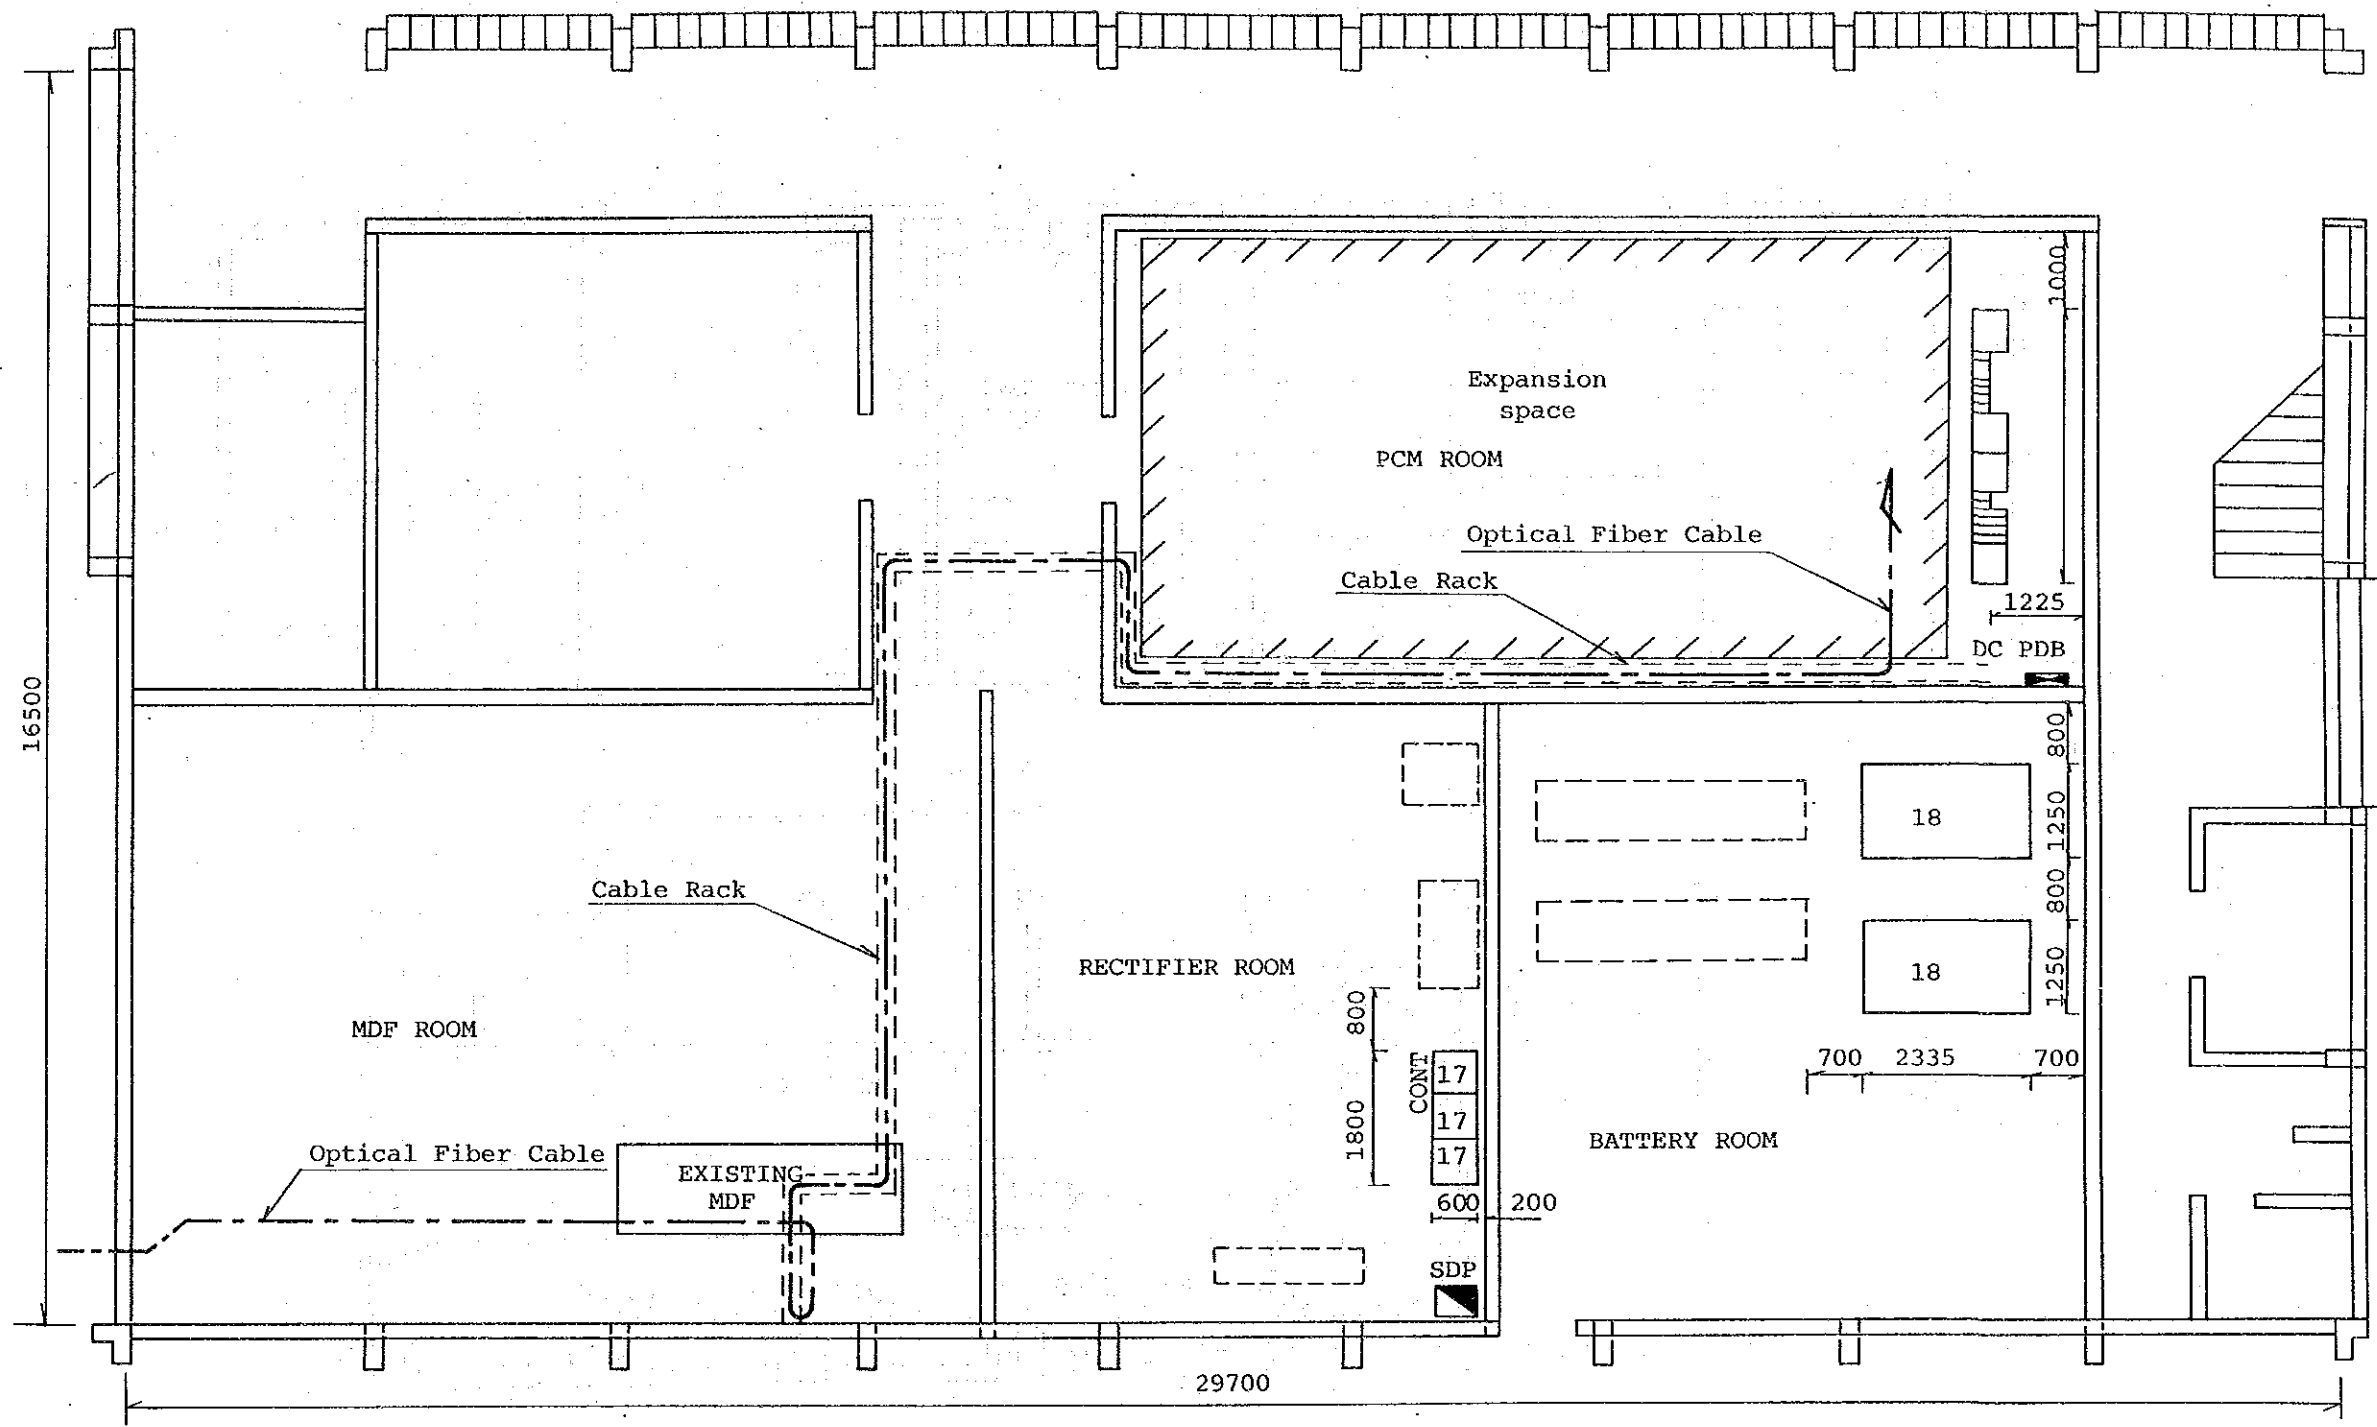 1000
Expansion
space
PCM ROOM
Optical Fiber Cable
Cable Rack
1225
DC PDB
16500
800
18
1250
Cable Rack
800
RECTIFIER ROOM
18
1250
MDF ROOM
800
700 2335 700
CONT
17
17
17
1800
BATTERY ROOM
Optical Fiber Cable
EXISTING
MDF
600 200
SDP
29700